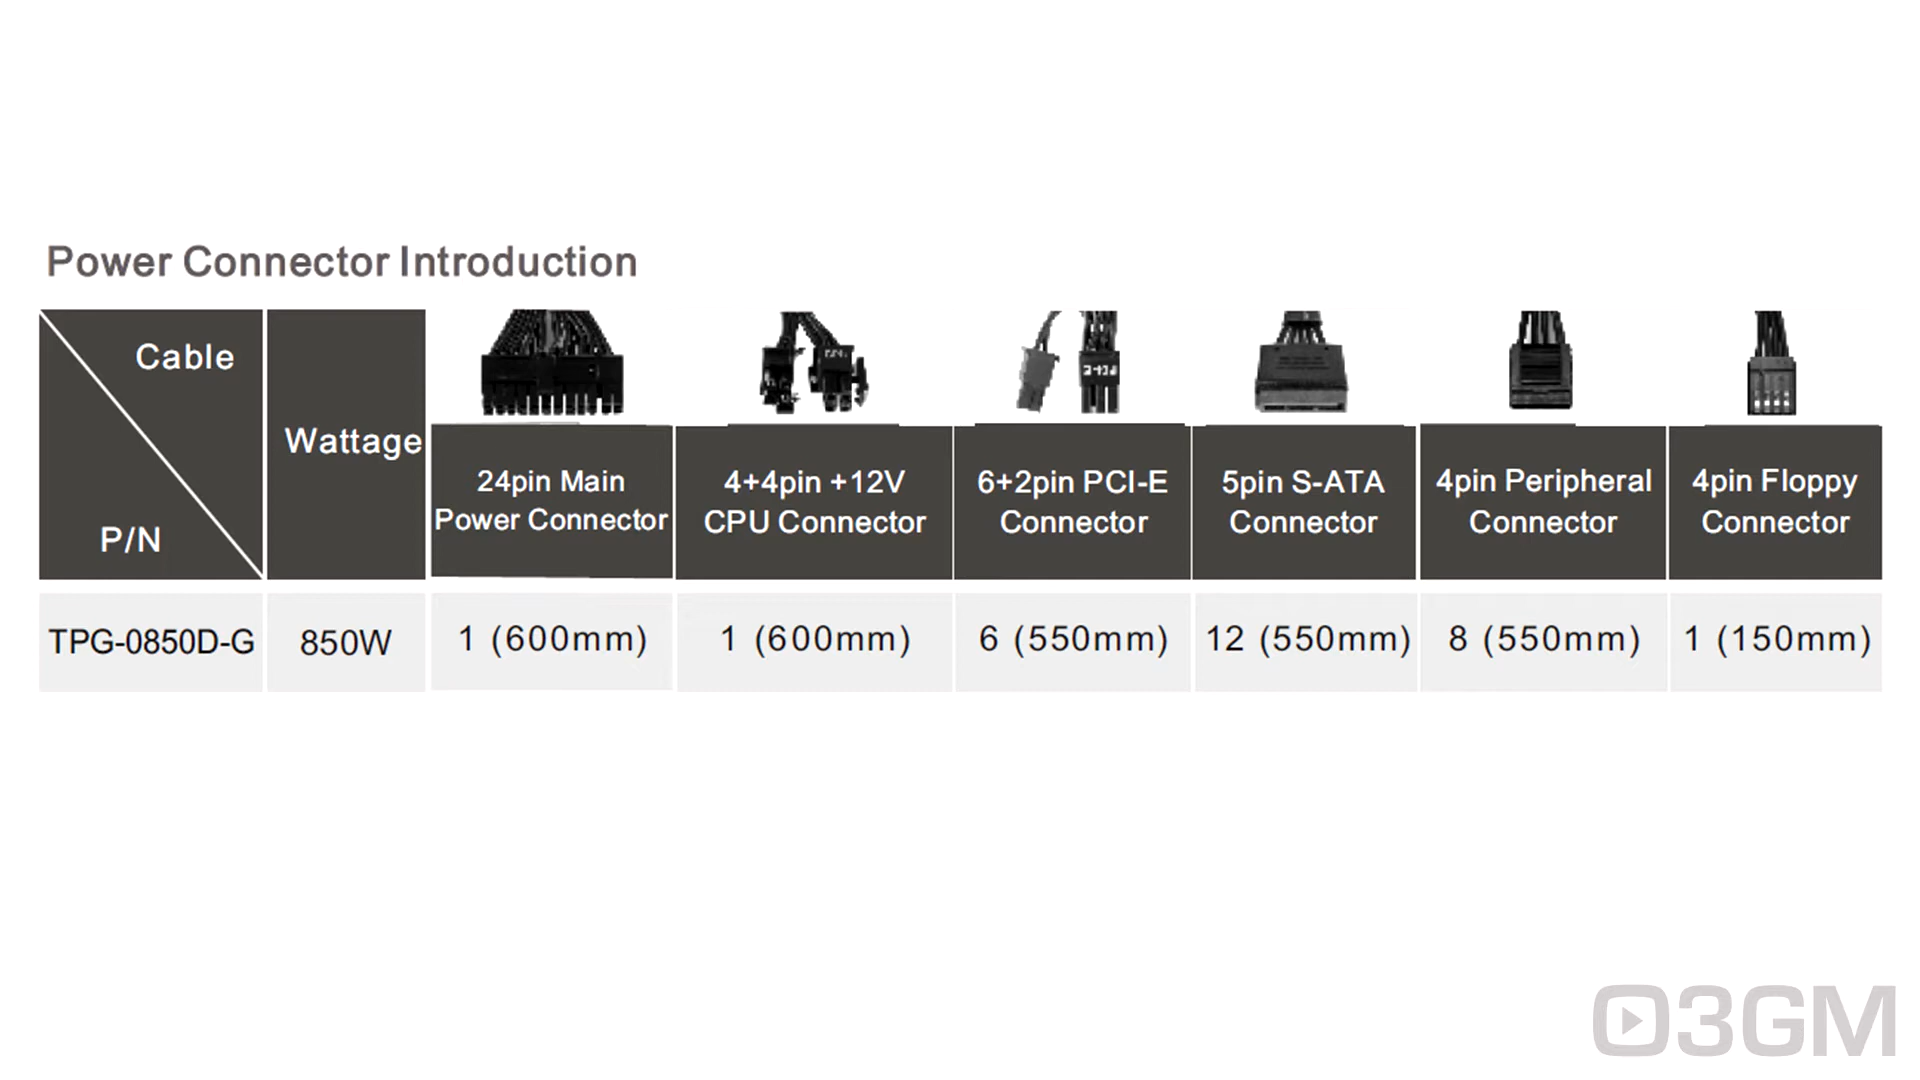 Power Connector Introduction
Cable
P/N
Wattage
24pin Main
Power Connector
4+4pin +12V
CPU Connector
PCI-E
6+2pin PCI-E
Connector
5pin S-ATA
Connector
4pin Peripheral
Connector
4pin Floppy
Connector
TPG-0850D-G 850W 1 (600mm) 1 (600mm) 6 (550mm) 12 (550mm) 8 (550mm) 1 (150mm)
O3GM